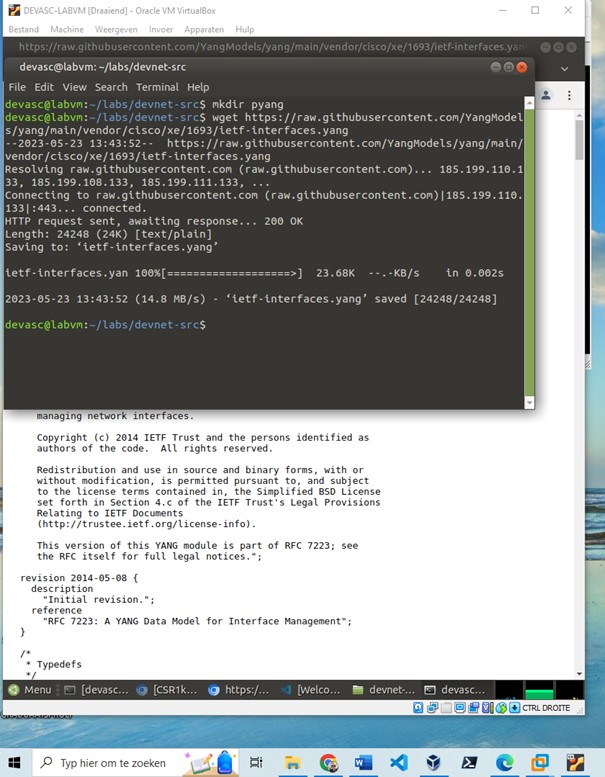 DEVASC-LABVM [Draaiend] - Oracle VM VirtualBox
Bestand Machine Weergeven Invoer Apparaten Hulp
https://raw.githubusercontent.com/YangModels/yang/main/vendor/cisco/xe/1693/ietf-interfaces.yan
devasc@labvm: ~/labs/devnet-src
File Edit View Search Terminal Help
devasc@labvm:~/labs/devnet-src$ mkdir pyang
devasc@labvm:~/labs/devnet-src$ wget https://raw.githubusercontent.com/YangModel
s/yang/main/vendor/cisco/xe/1693/ietf-interfaces.yang
--2023-05-23 13:43:52-- https://raw.githubusercontent.com/YangModels/yang/main/
vendor/cisco/xe/1693/ietf-interfaces.yang
Resolving raw.githubusercontent.com (raw.githubusercontent.com)... 185.199.110.1
33, 185.199.108.133, 185.199.111.133, ...
Connecting to raw.githubusercontent.com (raw.githubusercontent.com)|185.199.110.
133|:443... connected.
HTTP request sent, awaiting response... 200 OK
Length: 24248 (24K) [text/plain]
Saving to: ‘ietf-interfaces.yang’
ietf-interfaces.yan 100%[===================>] 23.68K --.-KB/s in 0.002s
2023-05-23 13:43:52 (14.8 MB/s) - ‘ietf-interfaces.yang’ saved [24248/24248]
devasc@labvm:~/labs/devnet-src$
managing network interfaces.
Copyright (c) 2014 IETF Trust and the persons identified as
authors of the code. All rights reserved.
Redistribution and use in source and binary forms, with or
without modification, is permitted pursuant to, and subject
to the license terms contained in, the Simplified BSD License
set forth in Section 4.c of the IETF Trust's Legal Provisions
Relating to IETF Documents
(http://trustee.ietf.org/license-info).
This version of this YANG module is part of RFC 7223; see
the RFC itself for full legal notices.";
revision 2014-05-08 {
description
"Initial revision.";
reference
"RFC 7223: A YANG Data Model for Interface Management";
}
/*
* Typedefs
*/
Menu [devasc... [CSR1k... https:/... [Welco... devnet-... devasc...
CTRL DROITE
Typ hier om te zoeken